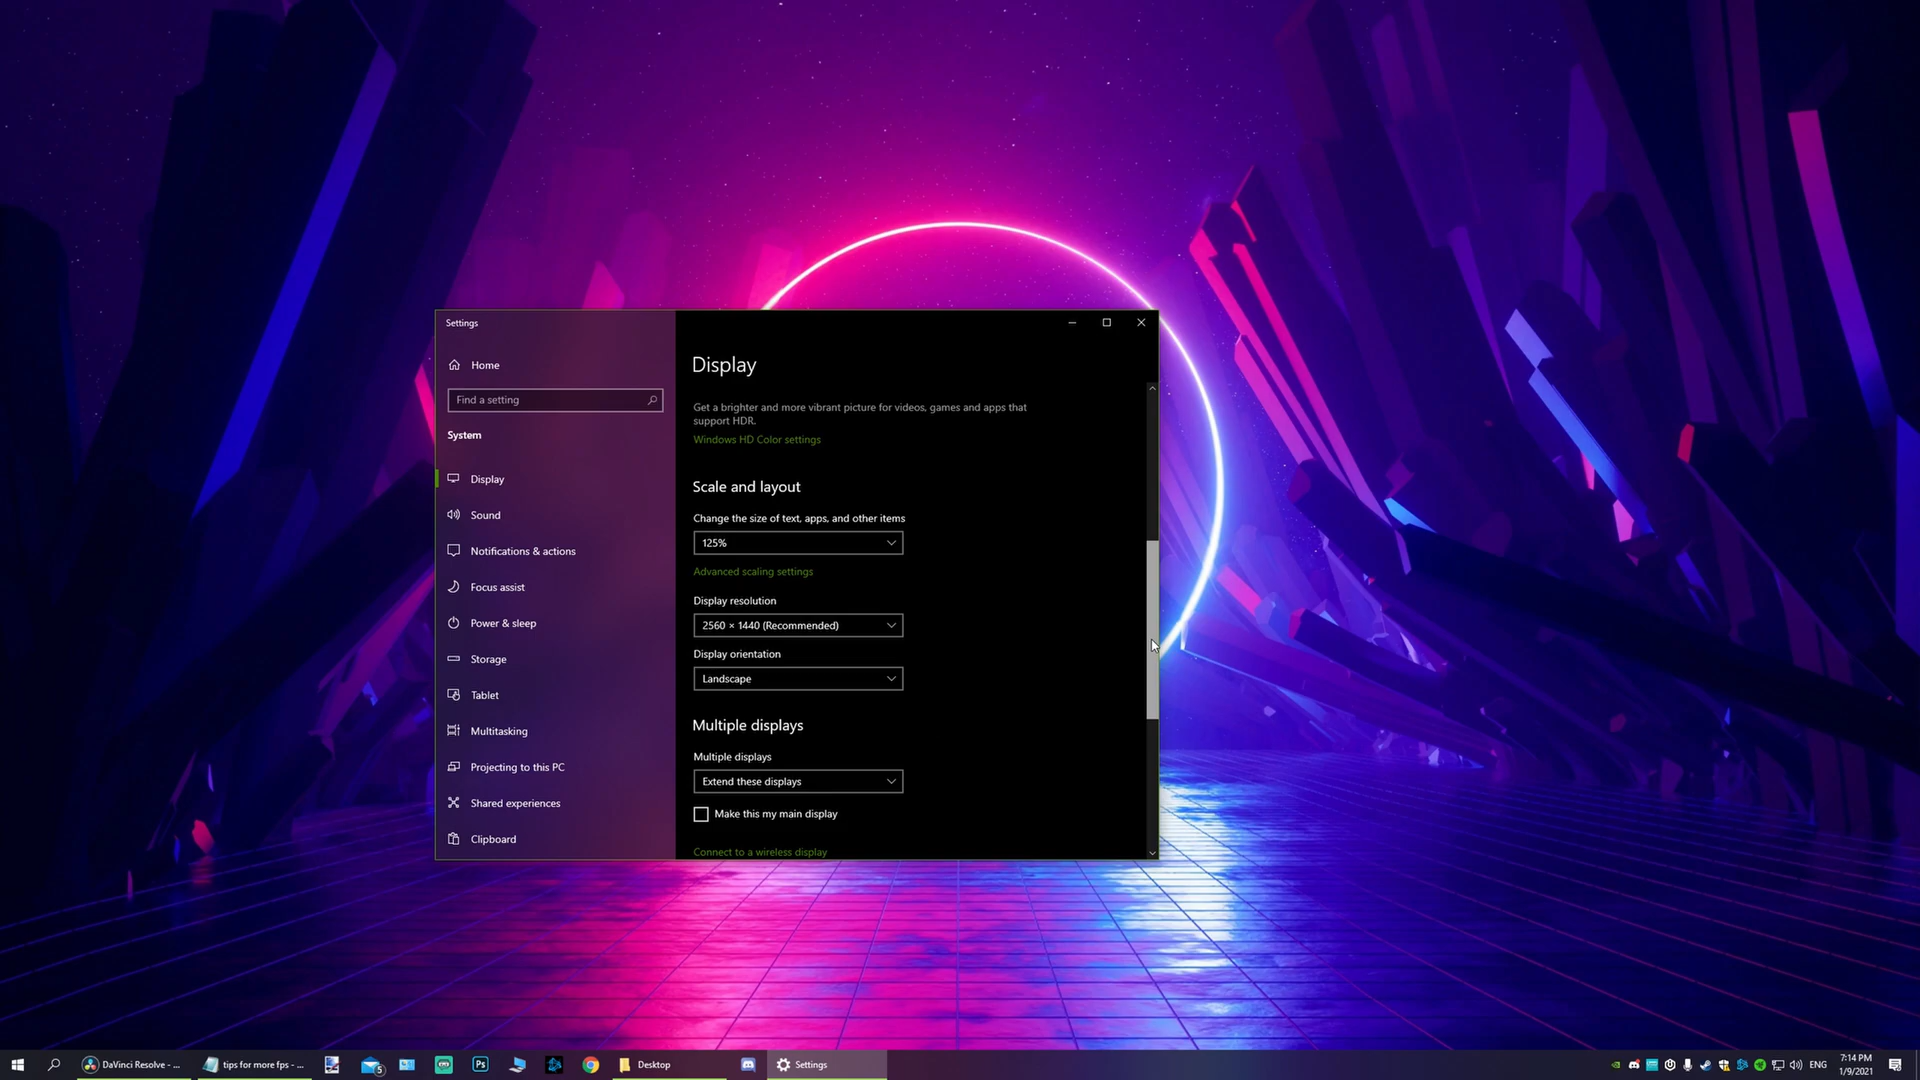 Settings
Home
Find a setting
System
Display
Sound
Notifications & actions
Focus assist
Power & sleep
Storage
Tablet
Multitasking
Projecting to this PC
Shared experiences
Clipboard
Display
Get a brighter and more vibrant picture for videos, games and apps that
support HDR.
Windows HD Color settings
Scale and layout
Change the size of text, apps, and other items
125%
Advanced scaling settings
Display resolution
2560 × 1440 (Recommended)
Display orientation
Landscape
Multiple displays
Multiple displays
Extend these displays
Make this my main display
Connect to a wireless display
DaVinci Resolve - ...
tips for more fps - ...
5
Ps
Desktop
Settings
ENG
7:14 PM
1/9/2021